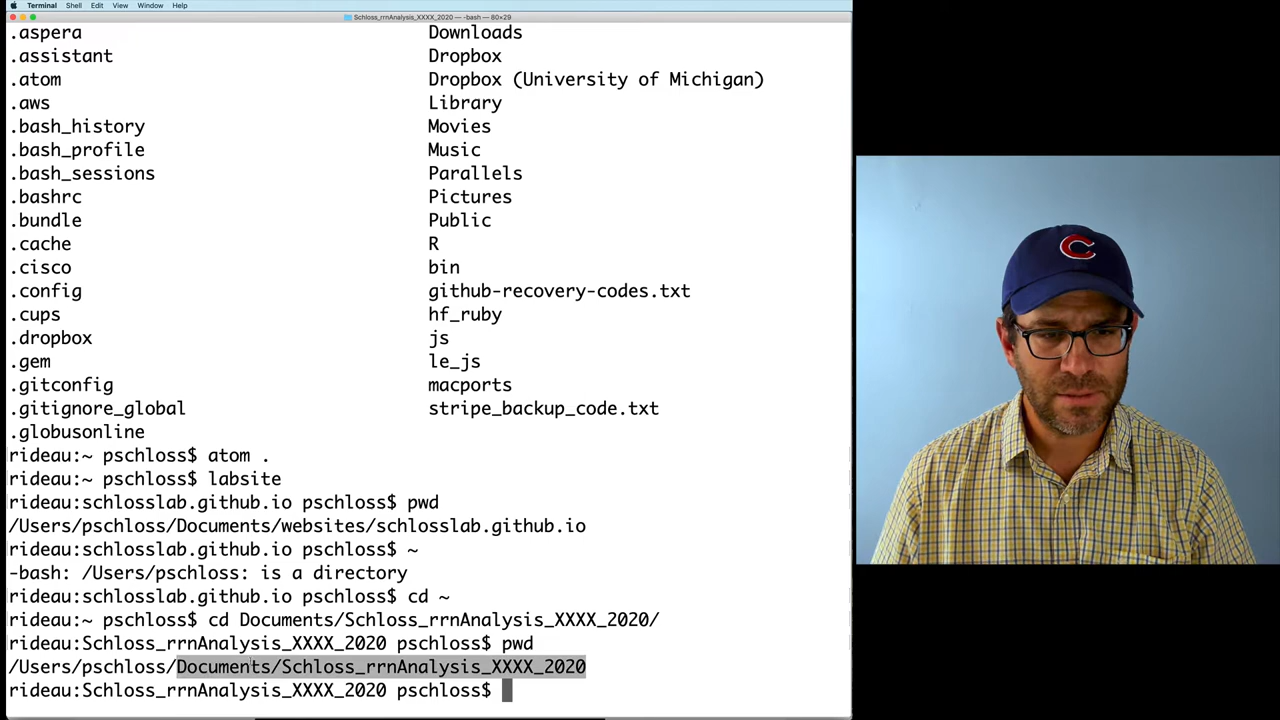 Terminal Shell Edit View Window Help
Schloss_rrnAnalysis_XXXX_2020 — -bash — 80×29
.aspera Downloads
.assistant Dropbox
.atom Dropbox (University of Michigan)
.aws Library
.bash_history Movies
.bash_profile Music
.bash_sessions Parallels
.bashrc Pictures
.bundle Public
.cache R
.cisco bin
.config github-recovery-codes.txt
.cups hf_ruby
.dropbox js
.gem le_js
.gitconfig macports
.gitignore_global stripe_backup_code.txt
.globusonline
rideau:~ pschloss$ atom .
rideau:~ pschloss$ labsite
rideau:schlosslab.github.io pschloss$ pwd
/Users/pschloss/Documents/websites/schlosslab.github.io
rideau:schlosslab.github.io pschloss$ ~
-bash: /Users/pschloss: is a directory
rideau:schlosslab.github.io pschloss$ cd ~
rideau:~ pschloss$ cd Documents/Schloss_rrnAnalysis_XXXX_2020/
rideau:Schloss_rrnAnalysis_XXXX_2020 pschloss$ pwd
/Users/pschloss/Documents/Schloss_rrnAnalysis_XXXX_2020
rideau:Schloss_rrnAnalysis_XXXX_2020 pschloss$
C